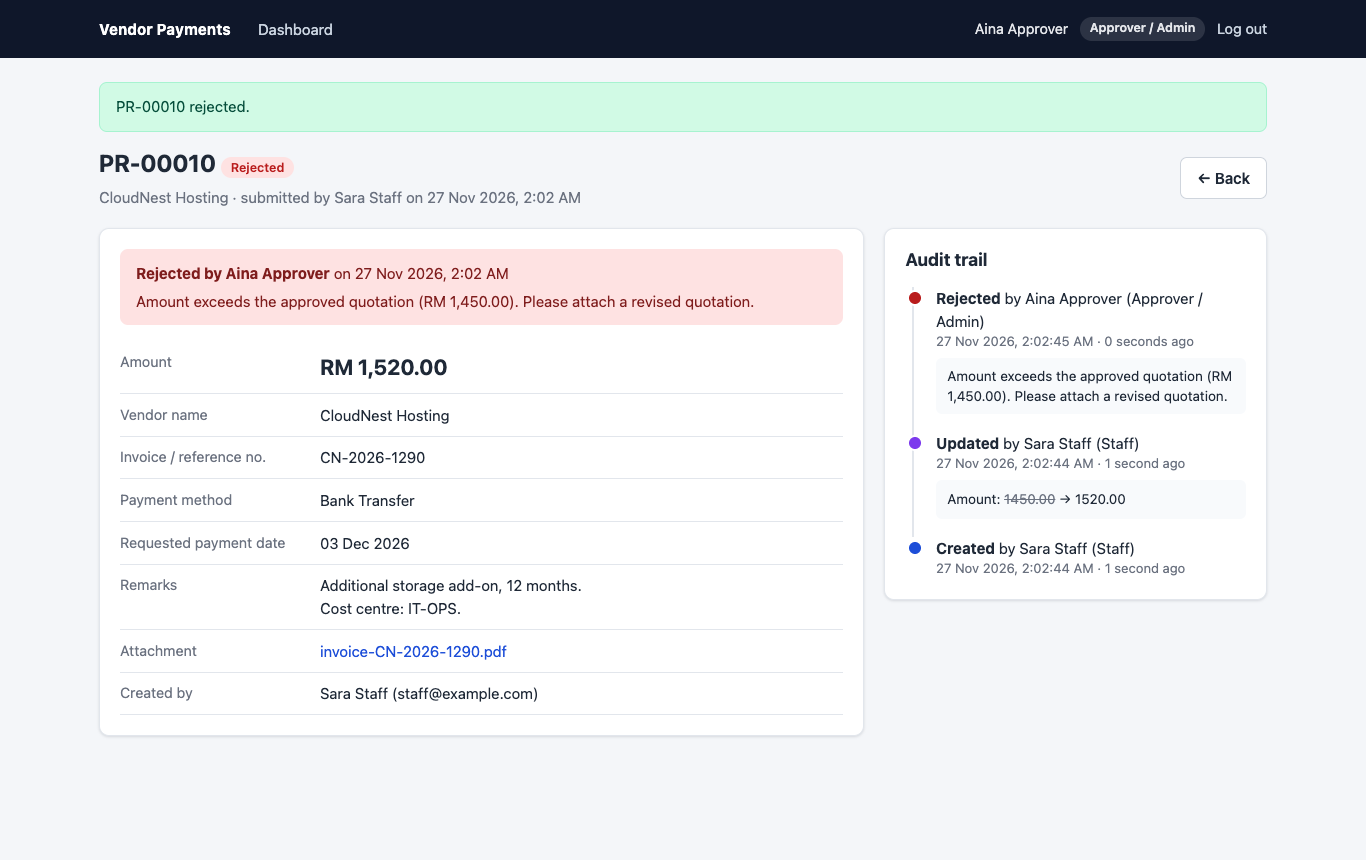 Vendor Payments Dashboard Aina Approver Approver / Admin Log out
PR-00010 rejected.
PR-00010 Rejected
CloudNest Hosting · submitted by Sara Staff on 27 Nov 2026, 2:02 AM
← Back
Rejected by Aina Approver on 27 Nov 2026, 2:02 AM
Amount exceeds the approved quotation (RM 1,450.00). Please attach a revised quotation.
Amount RM 1,520.00
Vendor name CloudNest Hosting
Invoice / reference no. CN-2026-1290
Payment method Bank Transfer
Requested payment date 03 Dec 2026
Remarks Additional storage add-on, 12 months.
Cost centre: IT-OPS.
Attachment invoice-CN-2026-1290.pdf
Created by Sara Staff (staff@example.com)
Audit trail
Rejected by Aina Approver (Approver /
Admin)
27 Nov 2026, 2:02:45 AM · 0 seconds ago
Amount exceeds the approved quotation (RM
1,450.00). Please attach a revised quotation.
Updated by Sara Staff (Staff)
27 Nov 2026, 2:02:44 AM · 1 second ago
Amount: 1450.00 → 1520.00
Created by Sara Staff (Staff)
27 Nov 2026, 2:02:44 AM · 1 second ago